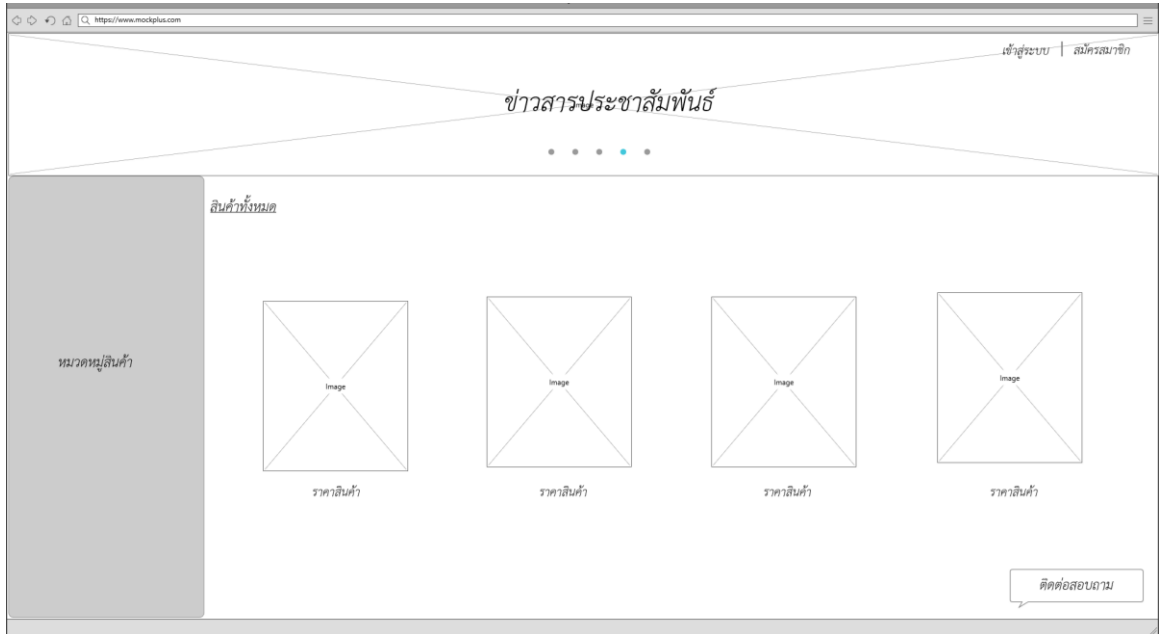 https://www.mockplus.com
เข้าสู่ระบบ | สมัครสมาชิก
ข่าวสารประชาสัมพันธ์
Image
สินค้าทั้งหมด
หมวดหมู่สินค้า
Image Image Image Image
ราคาสินค้า ราคาสินค้า ราคาสินค้า ราคาสินค้า
ติดต่อสอบถาม